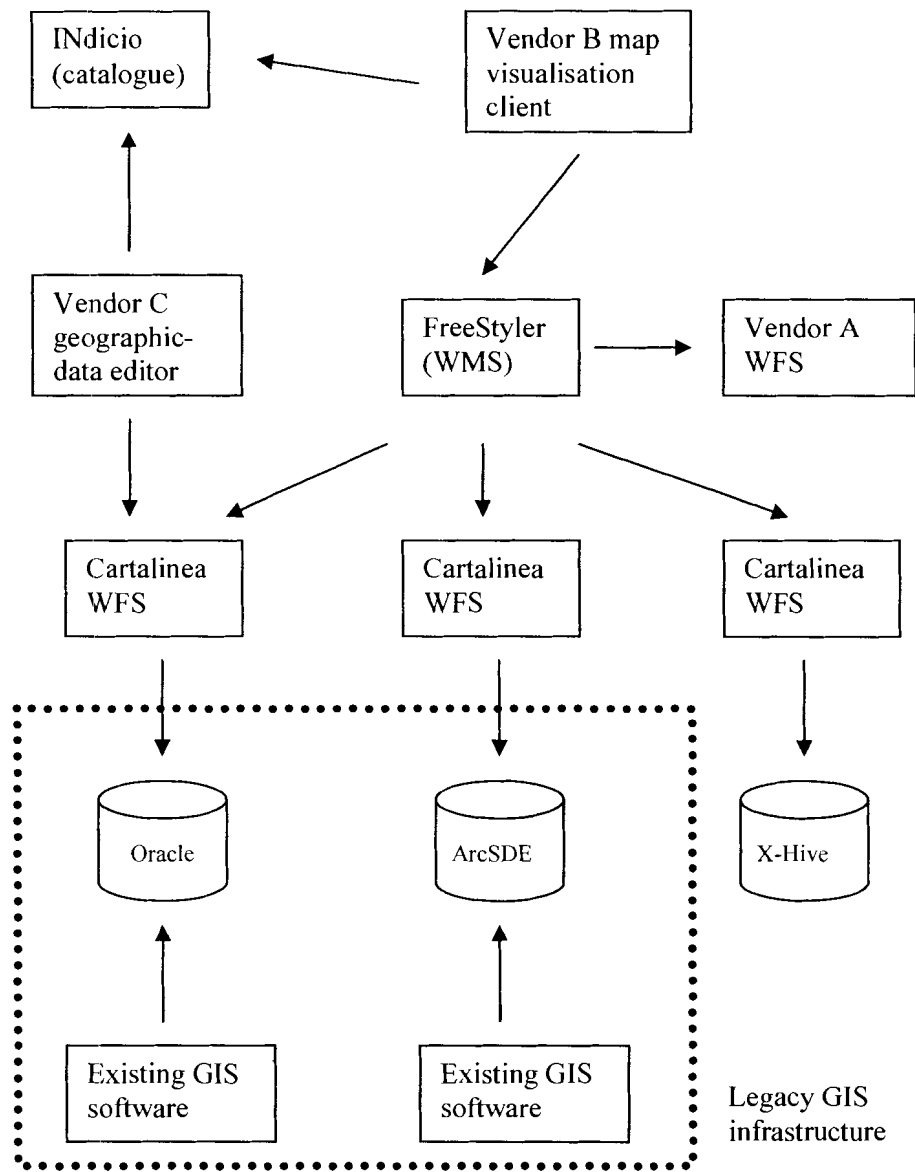 INdicio
(catalogue)
Vendor B map
visualisation
client
Vendor C
geographic-
data editor
FreeStyler
(WMS)
Vendor A
WFS
Cartalinea
WFS
Cartalinea
WFS
Cartalinea
WFS
Oracle
ArcSDE
X-Hive
Existing GIS
software
Existing GIS
software
Legacy GIS
infrastructure